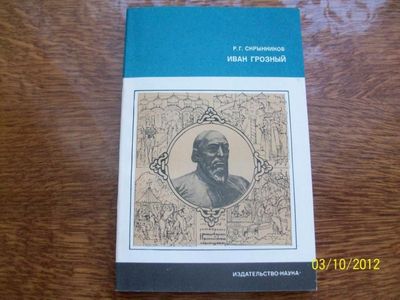 Р.Г. СКРЫННИКОВ
ИВАН ГРОЗНЫЙ
ИЗДАТЕЛЬСТВО·НАУКА·
03/10/2012